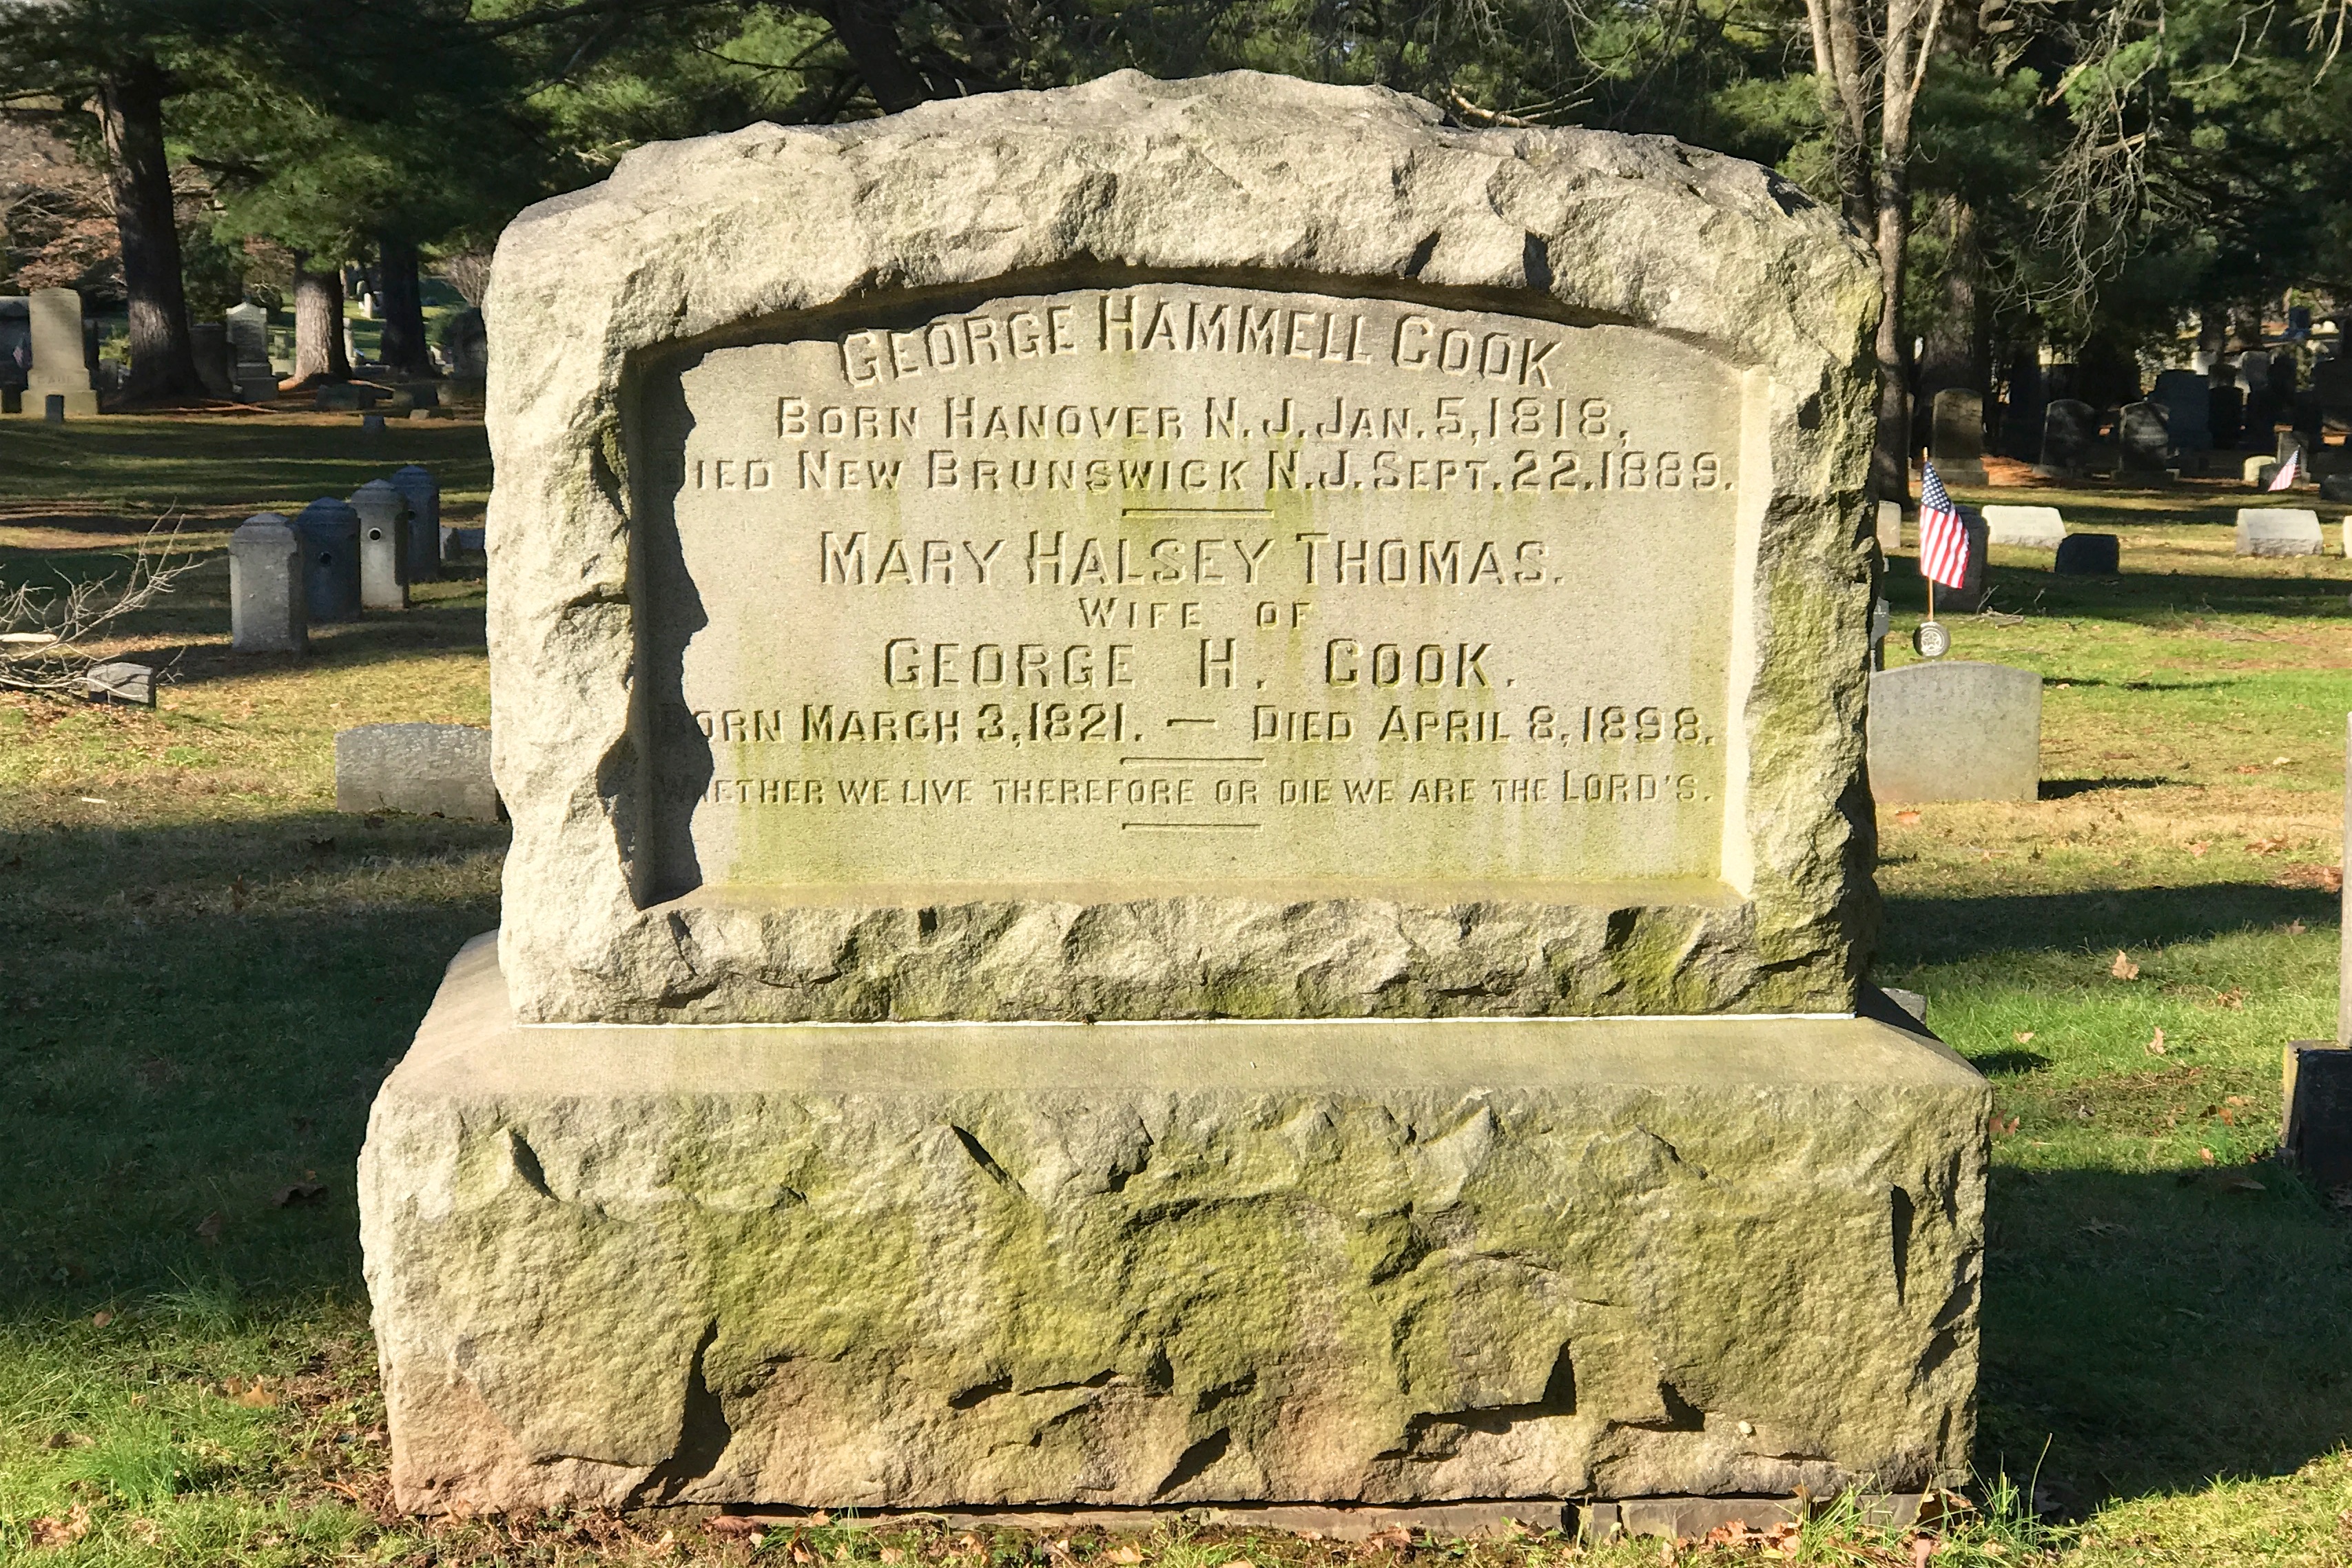 GEORGE HAMMELL COOK
BORN HANOVER N.J. JAN. 5, 1818,
DIED NEW BRUNSWICK N.J. SEPT. 22. 1889.
MARY HALSEY THOMAS.
WIFE OF
GEORGE H. COOK.
BORN MARCH 3, 1821. — DIED APRIL 8, 1898.
WHETHER WE LIVE THEREFORE OR DIE WE ARE THE LORD'S.